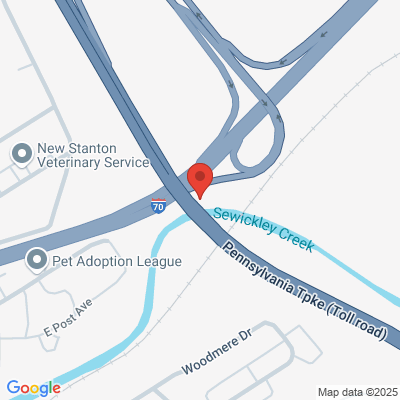 New Stanton
Veterinary Service
70
Sewickley Creek
Pet Adoption League
Pennsylvania Tpke (Toll road)
E Post Ave
Woodmere Dr
Google
Map data ©2025